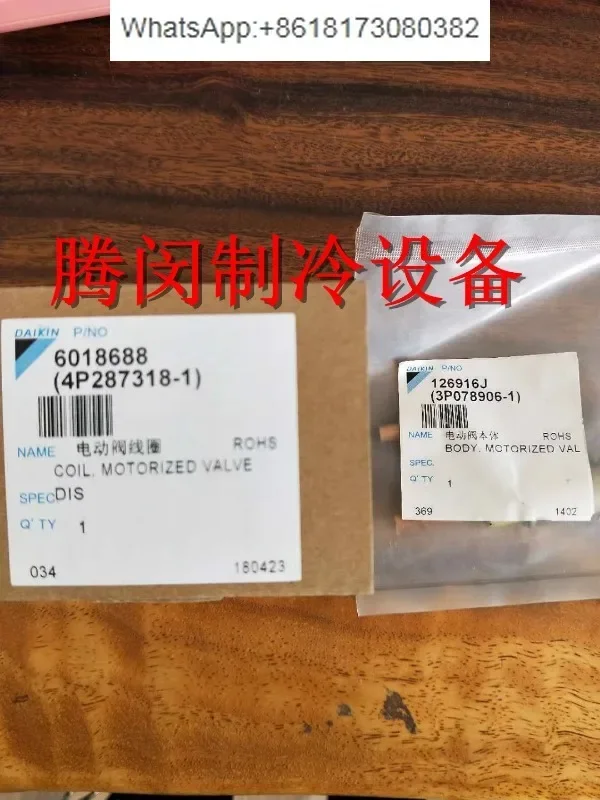 WhatsApp:+8618173080382
腾闵制冷设备
DAIKIN P/NO
6018688
(4P287318-1)
NAME 电动阀线圈 ROHS
COIL. MOTORIZED VALVE
SPEC. DIS
Q'TY 1
034 180423
DAIKIN P/NO
126916J
(3P078906-1)
NAME 电动阀本体 ROHS
BODY. MOTORIZED VAL
SPEC.
Q'TY 1
369 1402